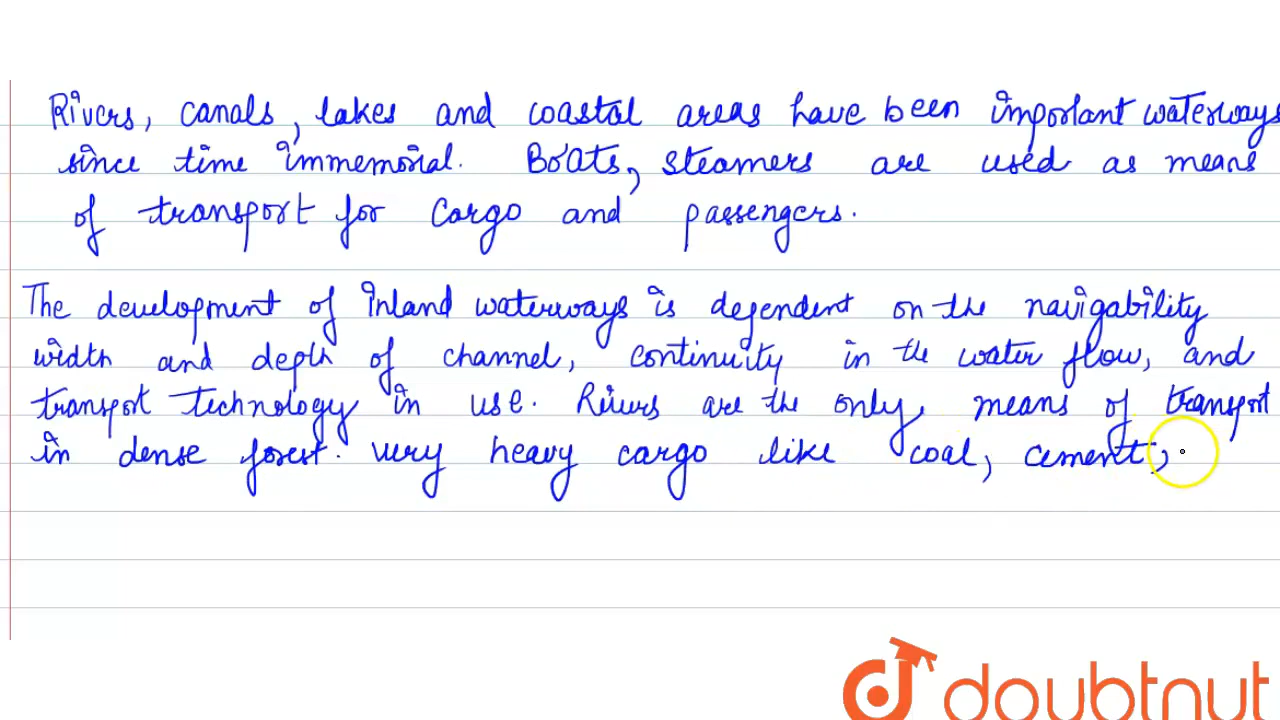 Rivers, canals, lakes and coastal areas have been important waterways
since time immemorial. Boats, steamers are used as means
of transport for cargo and passengers.
The development of inland waterways is dependent on the navigability
width and depth of channel, continuity in the water flow, and
transport technology in use. Rivers are the only means of transport
in dense forest. very heavy cargo like coal, cement,
doubtnut